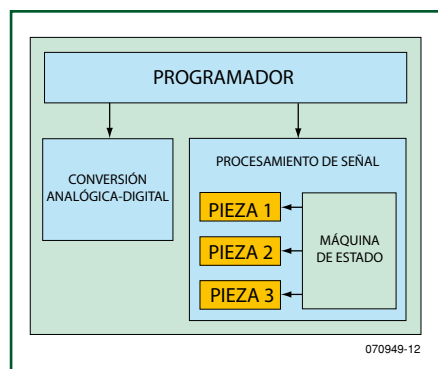 PROGRAMADOR
CONVERSIÓN
ANALÓGICA-DIGITAL
PROCESAMIENTO DE SEÑAL
PIEZA 1
PIEZA 2
PIEZA 3
MÁQUINA
DE ESTADO
070949-12